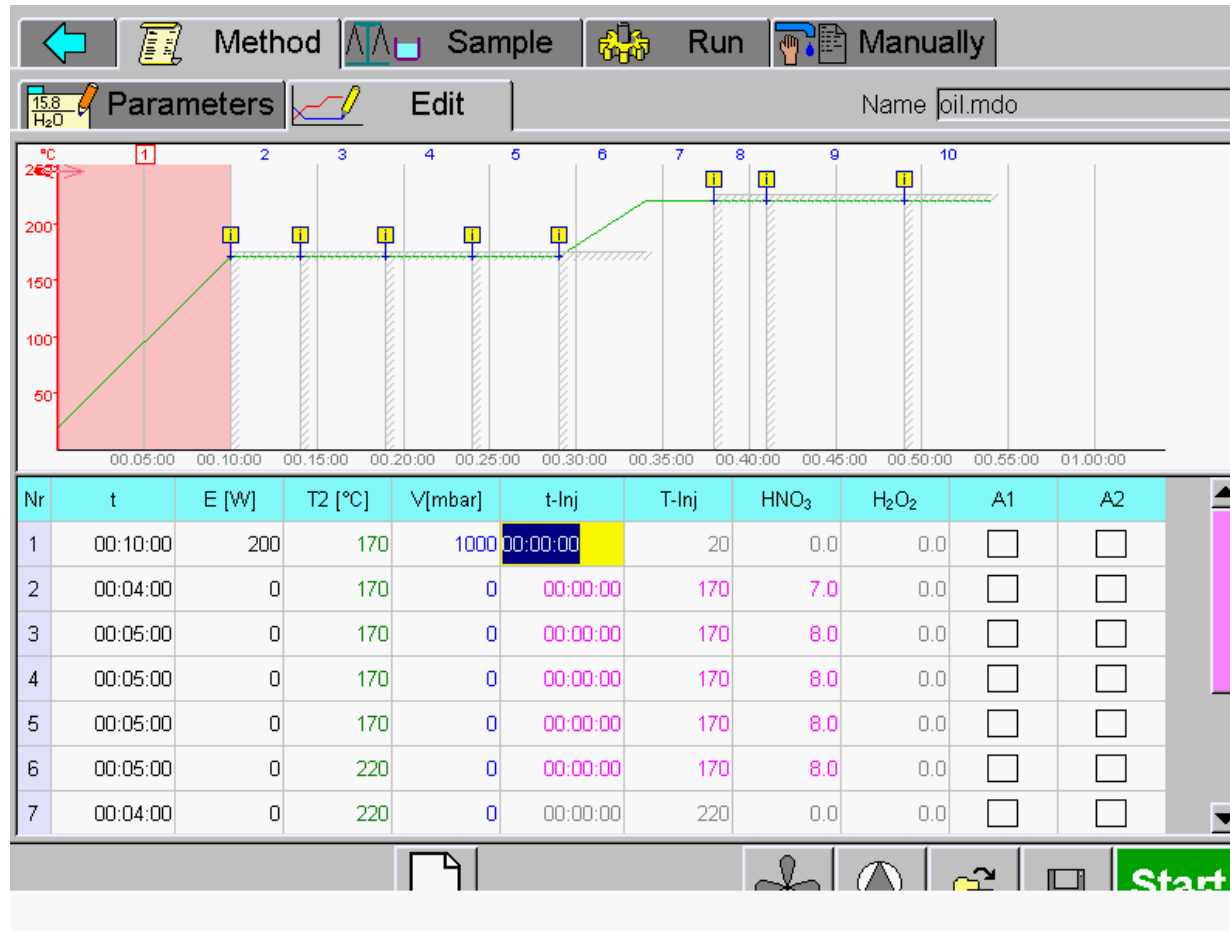 Method Sample Run Manually
15.8 H₂O Parameters Edit Name oil.mdo
°C 1 2 3 4 5 6 7 8 9 10
i i i
200 i i i i i
150
100
50
00.05:00 00.10:00 00.15:00 00.20:00 00.25:00 00.30:00 00.35:00 00.40:00 00.45:00 00.50:00 00.55:00 01.00:00
Nr t E [W] T2 [°C] V[mbar] t-Inj T-Inj HNO₃ H₂O₂ A1 A2
1 00:10:00 200 170 1000 00:00:00 20 0.0 0.0
2 00:04:00 0 170 0 00:00:00 170 7.0 0.0
3 00:05:00 0 170 0 00:00:00 170 8.0 0.0
4 00:05:00 0 170 0 00:00:00 170 8.0 0.0
5 00:05:00 0 170 0 00:00:00 170 8.0 0.0
6 00:05:00 0 220 0 00:00:00 170 8.0 0.0
7 00:04:00 0 220 0 00:00:00 220 0.0 0.0
Start